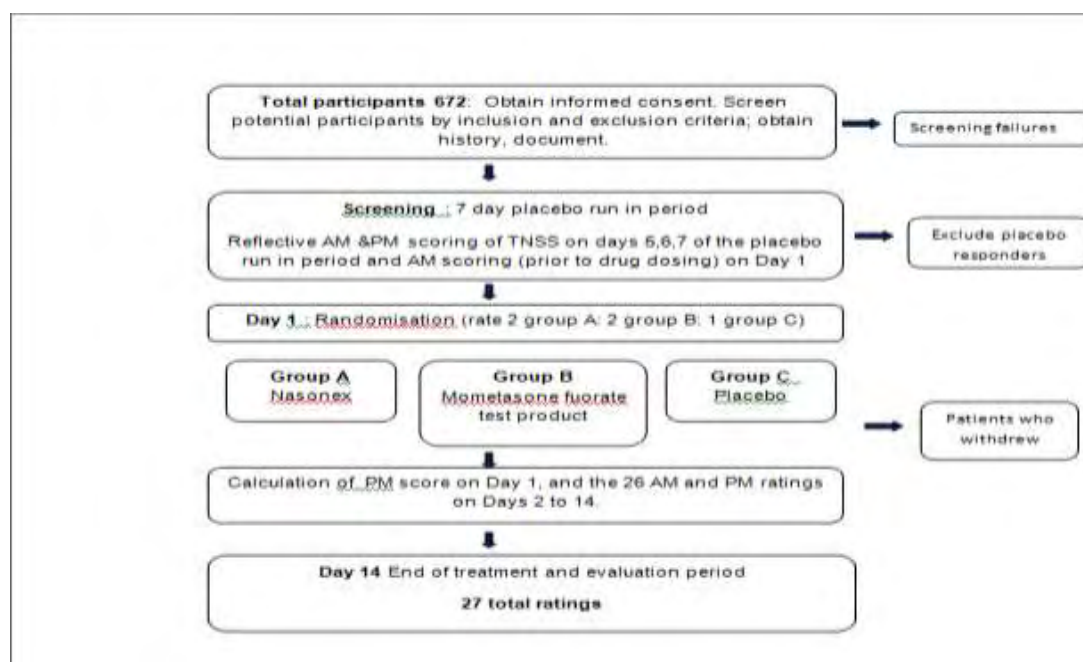 Total participants 672: Obtain informed consent. Screen
potential participants by inclusion and exclusion criteria; obtain
history, document.
Screening failures
Screening : 7 day placebo run in period
Reflective AM &PM scoring of TNSS on days 5,6,7 of the placebo
run in period and AM scoring (prior to drug dosing) on Day 1
Exclude placebo
responders
Day 1 : Randomisation (rate 2 group A: 2 group B: 1 group C)
Group A
Nasonex
Group B
Mometasone fuorate
test product
Group C
Placebo
Patients who
withdrew
Calculation of PM score on Day 1, and the 26 AM and PM ratings
on Days 2 to 14.
Day 14 End of treatment and evaluation period
27 total ratings